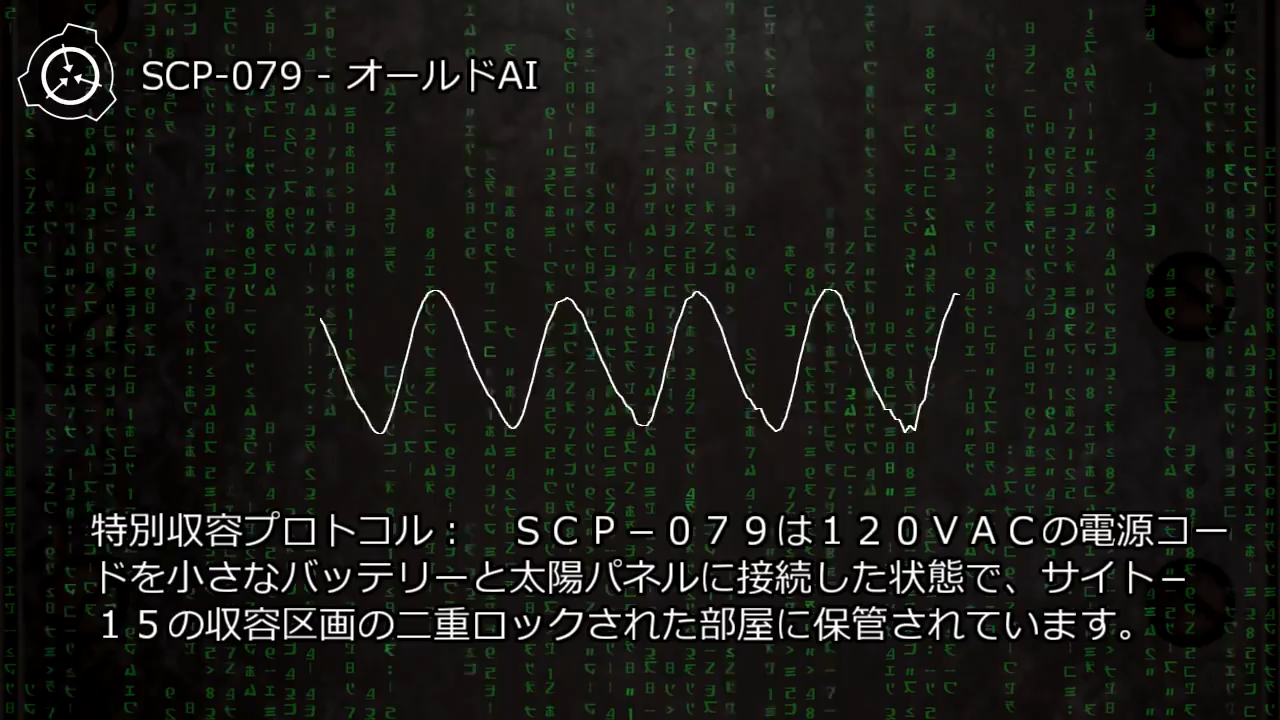 SCP-079 - オールドAI
特別収容プロトコル：　ＳＣＰ－０７９は１２０ＶＡＣの電源コー
ドを小さなバッテリーと太陽パネルに接続した状態で、サイト－
１５の収容区画の二重ロックされた部屋に保管されています。